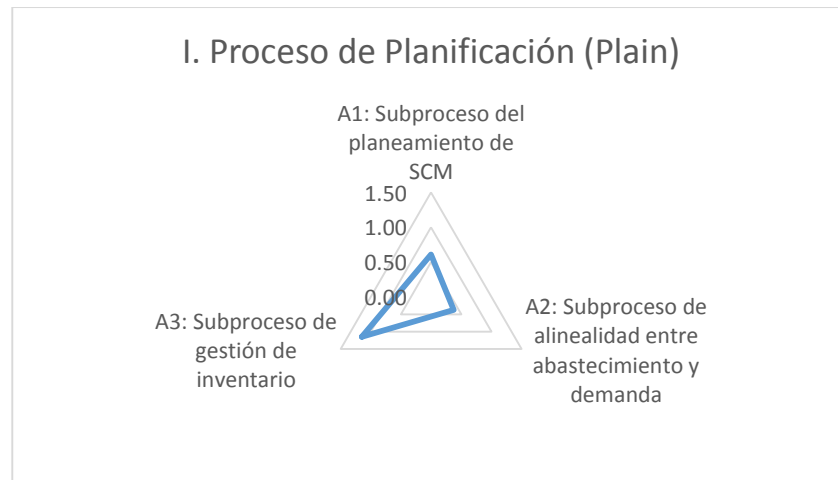 I. Proceso de Planificación (Plain)
A1: Subproceso del
planeamiento de
SCM
1.50
1.00
0.50
0.00
A3: Subproceso de
gestión de
inventario
A2: Subproceso de
alinealidad entre
abastecimiento y
demanda